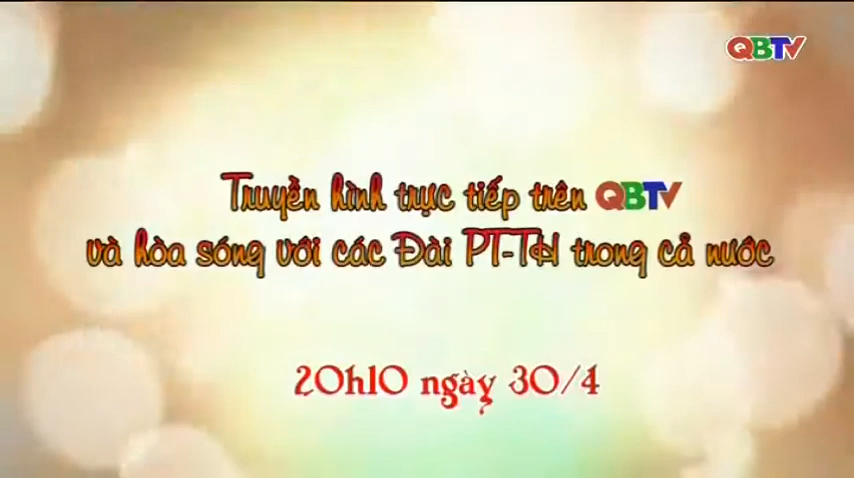 QBTV
Truyền hình trực tiếp trên QBTV
và hòa sóng với các Đài PT-TH trong cả nước
20h10 ngày 30/4